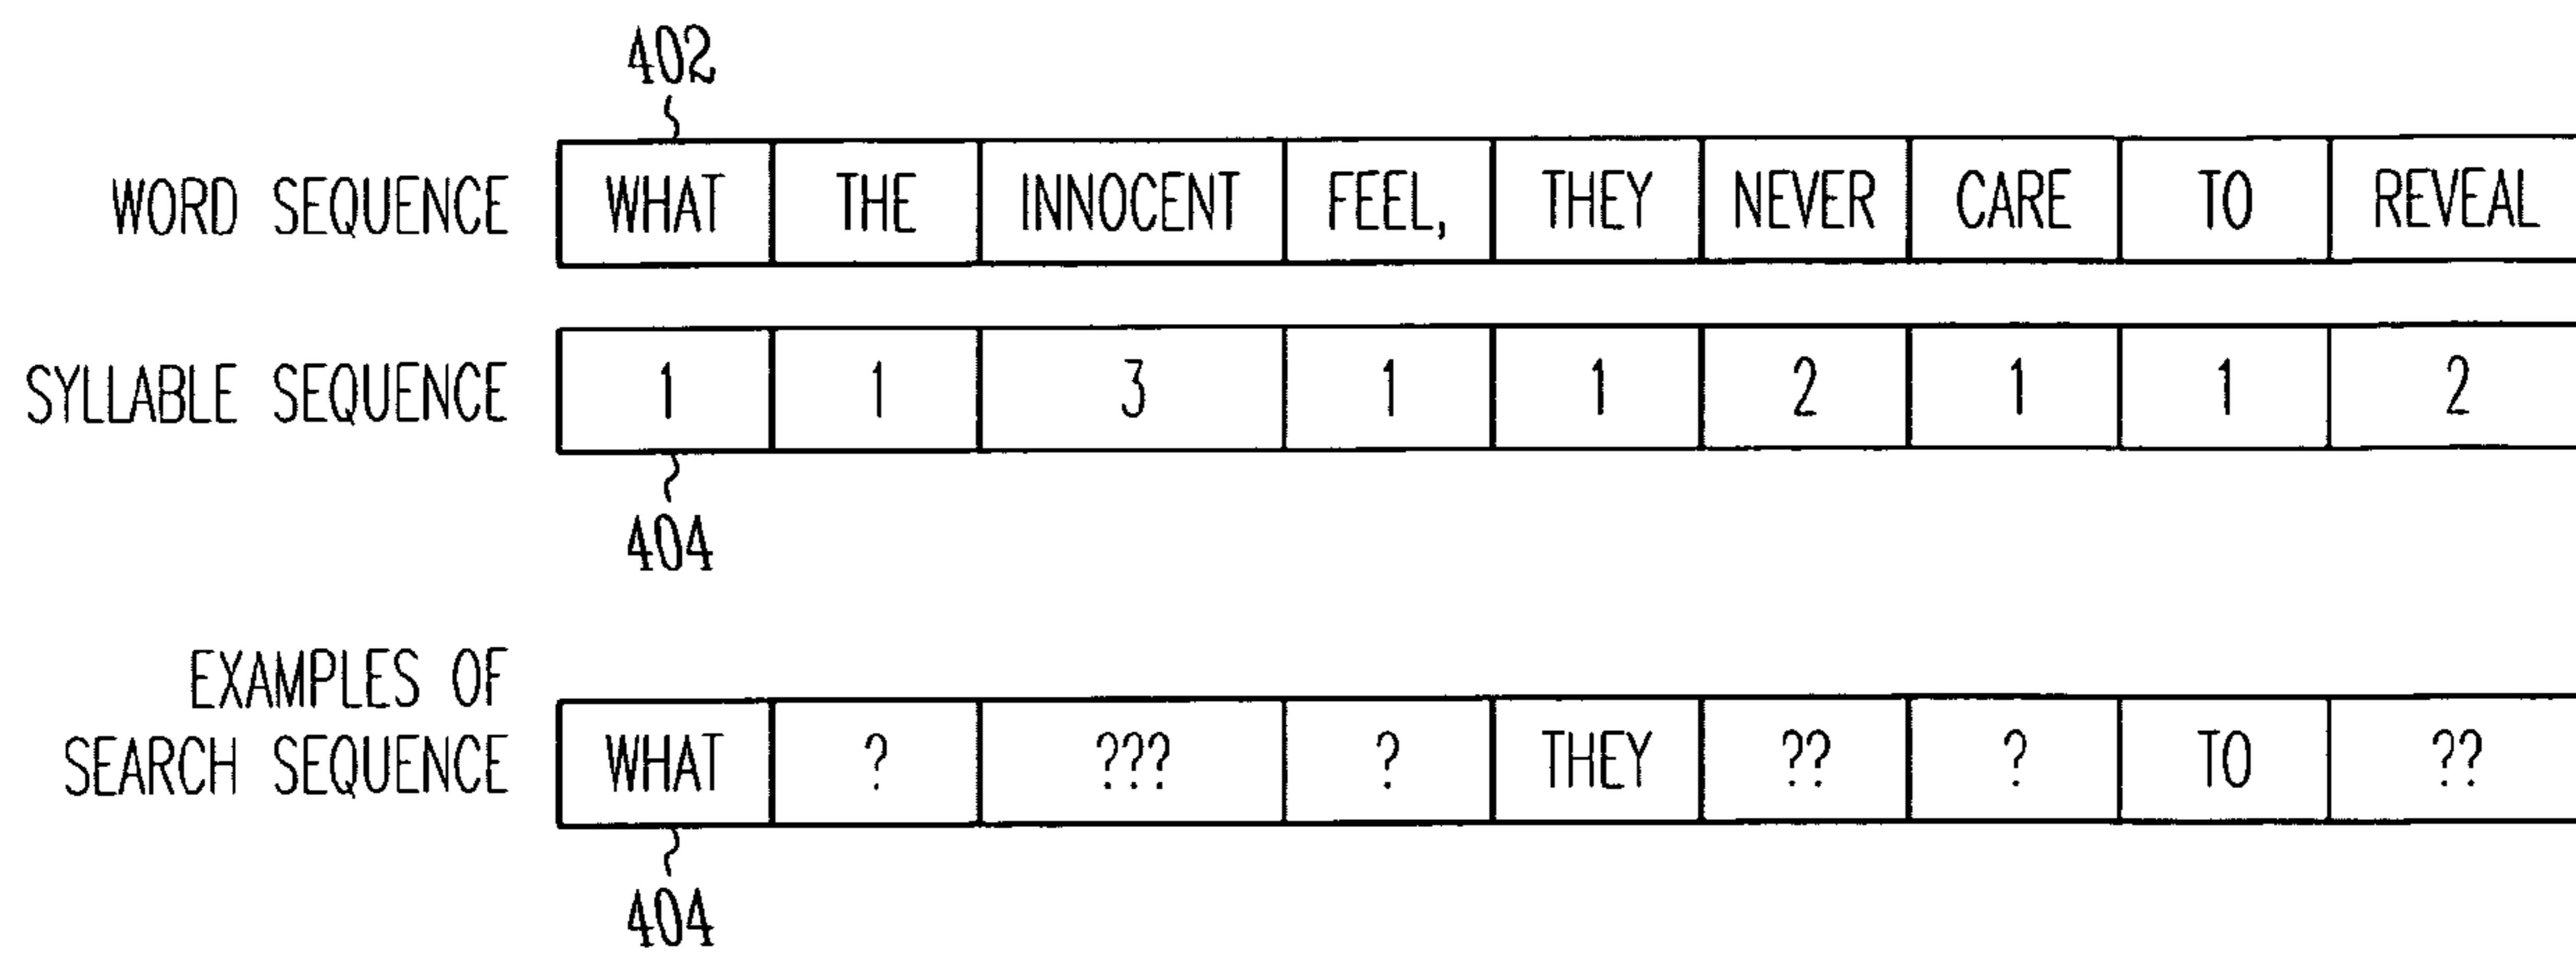 402
WORD SEQUENCE WHAT THE INNOCENT FEEL, THEY NEVER CARE TO REVEAL
SYLLABLE SEQUENCE 1 1 3 1 1 2 1 1 2
404
EXAMPLES OF
SEARCH SEQUENCE WHAT ? ??? ? THEY ?? ? TO ??
404